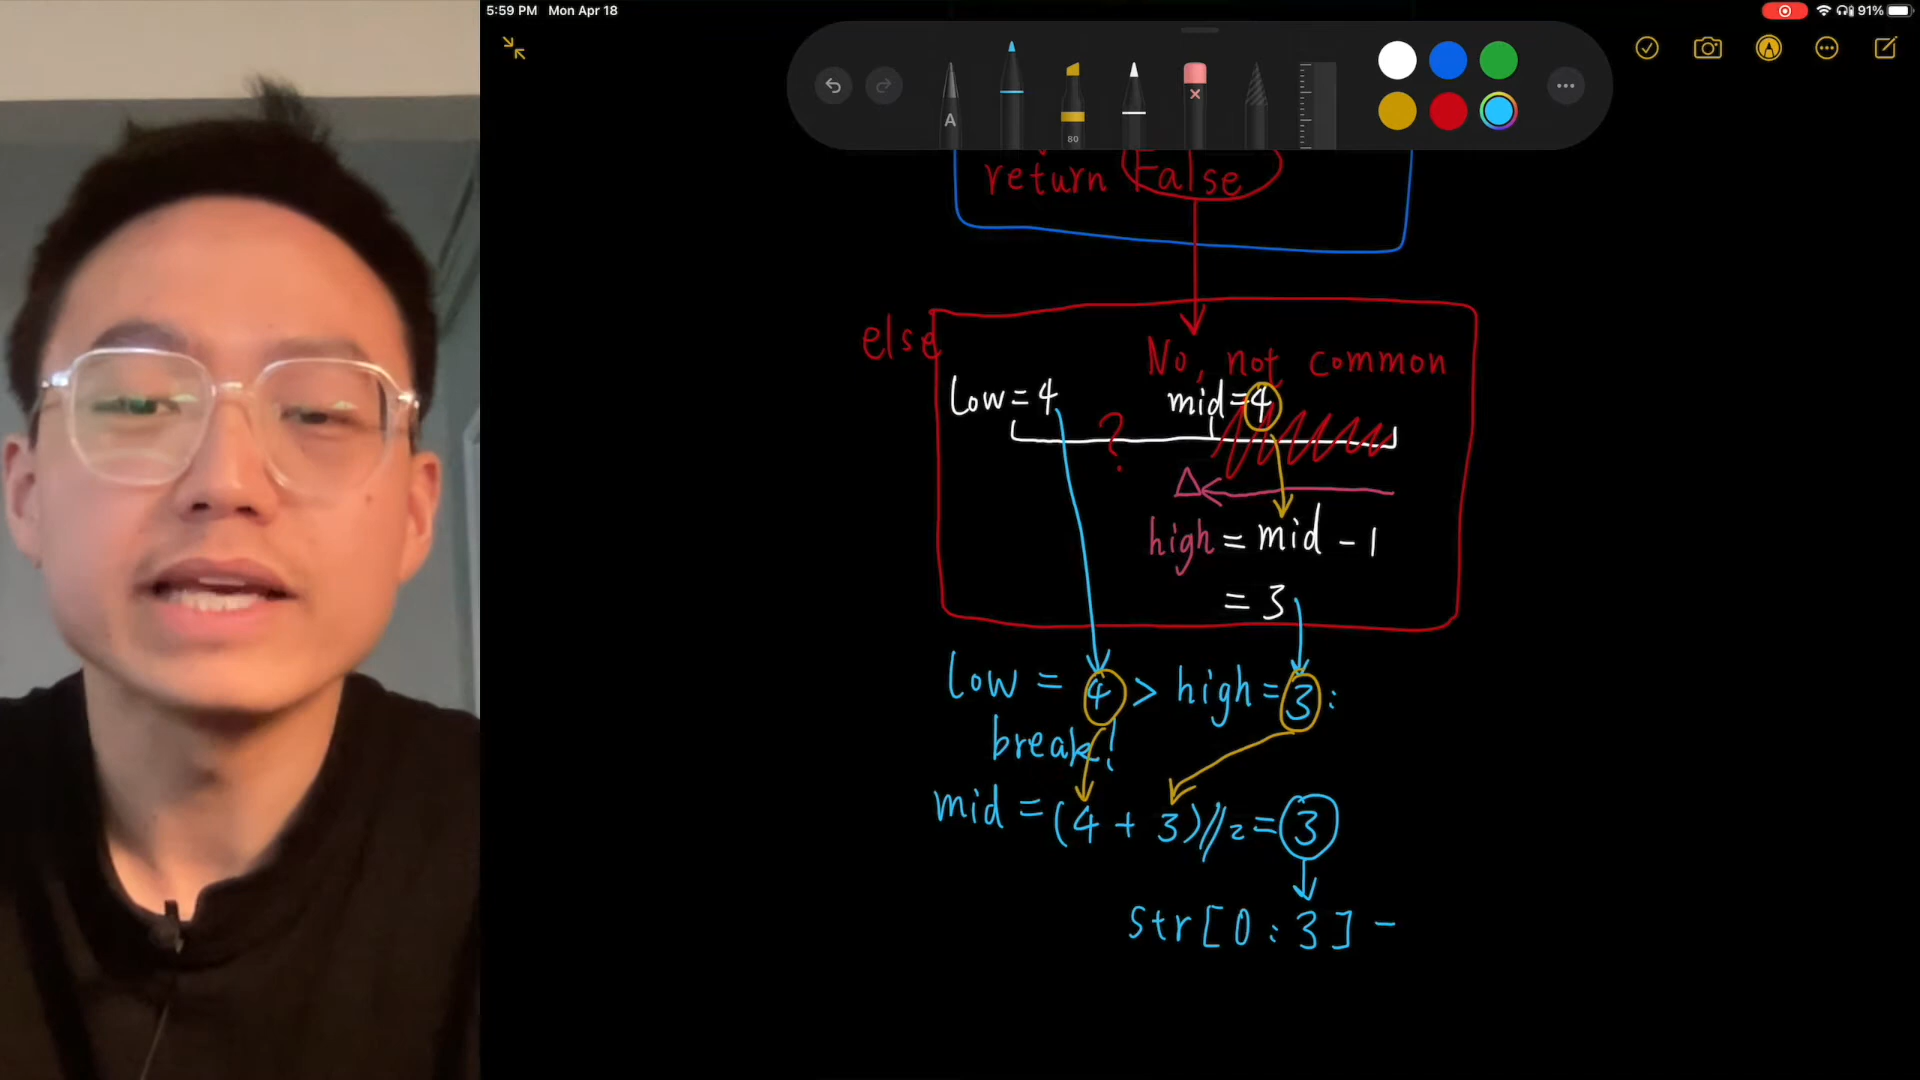 5:59 PM Mon Apr 18
91%
A
80
return False
else
No, not common
low = 4
mid = 4
?
high = mid - 1
= 3
low = 4 > high = 3 :
break!
mid = (4 + 3)//2 = 3
str[0:3] -